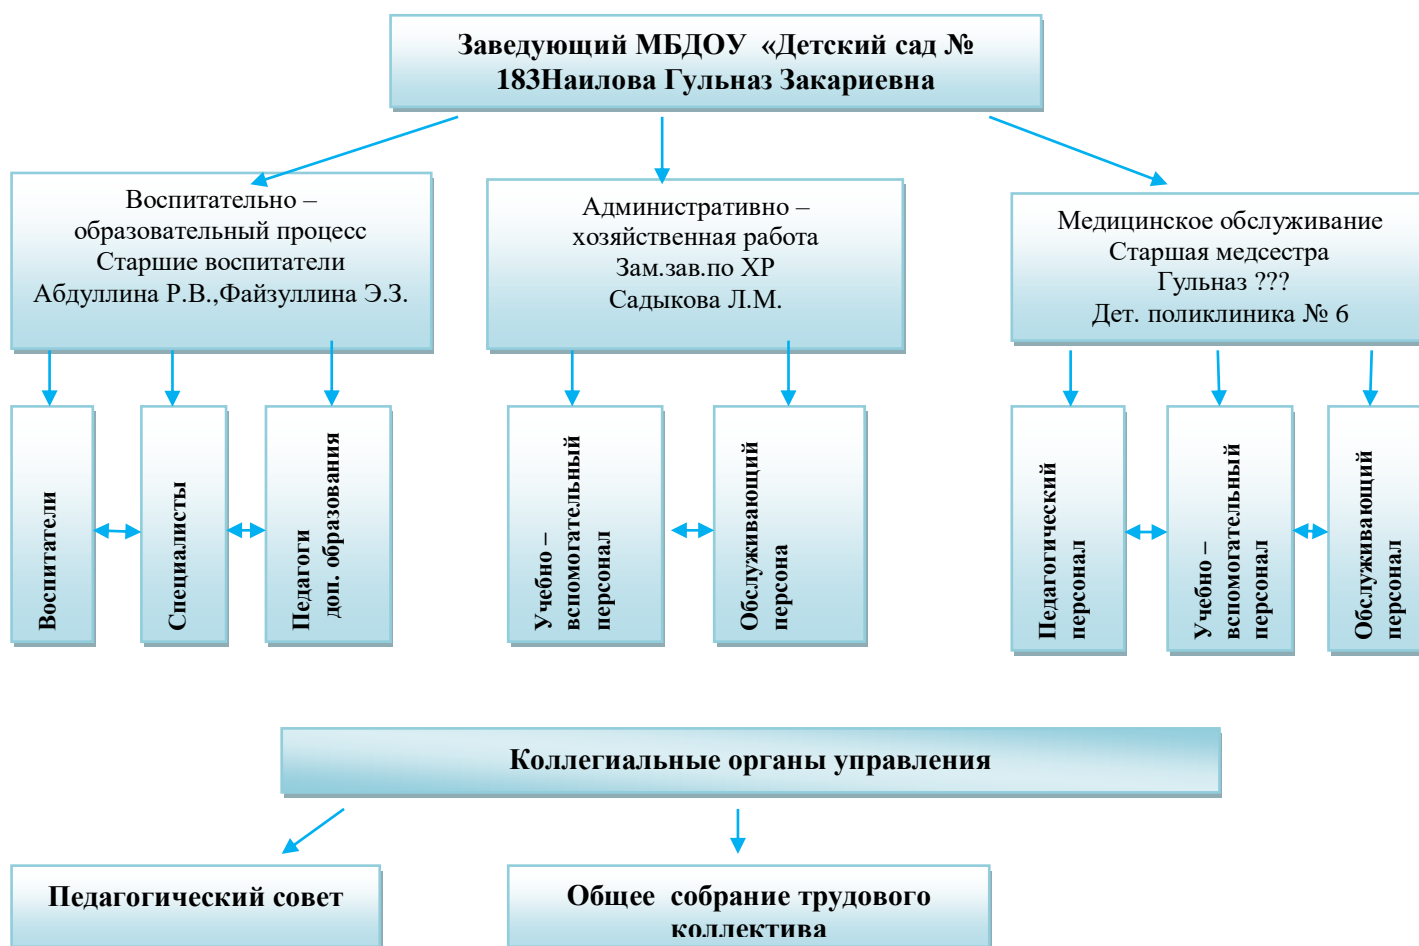 Заведующий МБДОУ «Детский сад №
183Наилова Гульназ Закариевна
Воспитательно –
образовательный процесс
Старшие воспитатели
Абдуллина Р.В.,Файзуллина Э.З.
Административно –
хозяйственная работа
Зам.зав.по ХР
Садыкова Л.М.
Медицинское обслуживание
Старшая медсестра
Гульназ ???
Дет. поликлиника № 6
Воспитатели
Специалисты
Педагоги
доп. образования
Учебно –
вспомогательный
персонал
Обслуживающий
персона
Педагогический
персонал
Учебно –
вспомогательный
персонал
Обслуживающий
персонал
Коллегиальные органы управления
Педагогический совет
Общее собрание трудового
коллектива